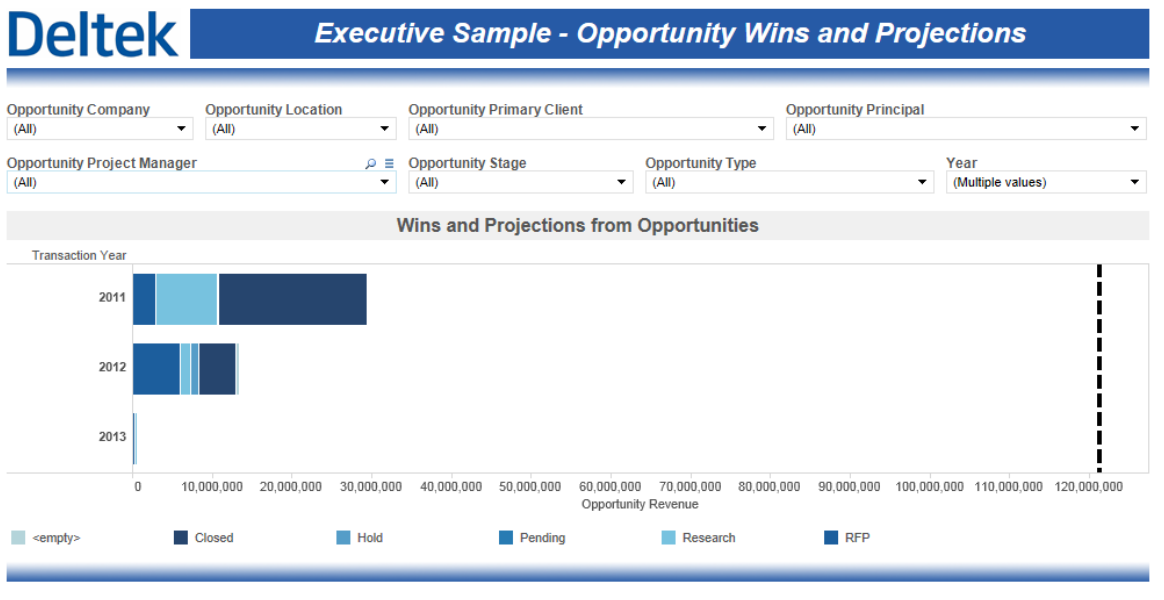 Deltek
Executive Sample - Opportunity Wins and Projections
Opportunity Company Opportunity Location Opportunity Primary Client Opportunity Principal
(All) (All) (All) (All)
Opportunity Project Manager Opportunity Stage Opportunity Type Year
(All) (All) (All) (Multiple values)
Wins and Projections from Opportunities
Transaction Year
2011
2012
2013
0 10,000,000 20,000,000 30,000,000 40,000,000 50,000,000 60,000,000 70,000,000 80,000,000 90,000,000 100,000,000 110,000,000 120,000,000
Opportunity Revenue
<empty> Closed Hold Pending Research RFP